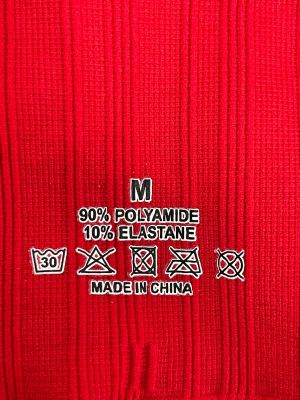 M
90% POLYAMIDE
10% ELASTANE
30
MADE IN CHINA